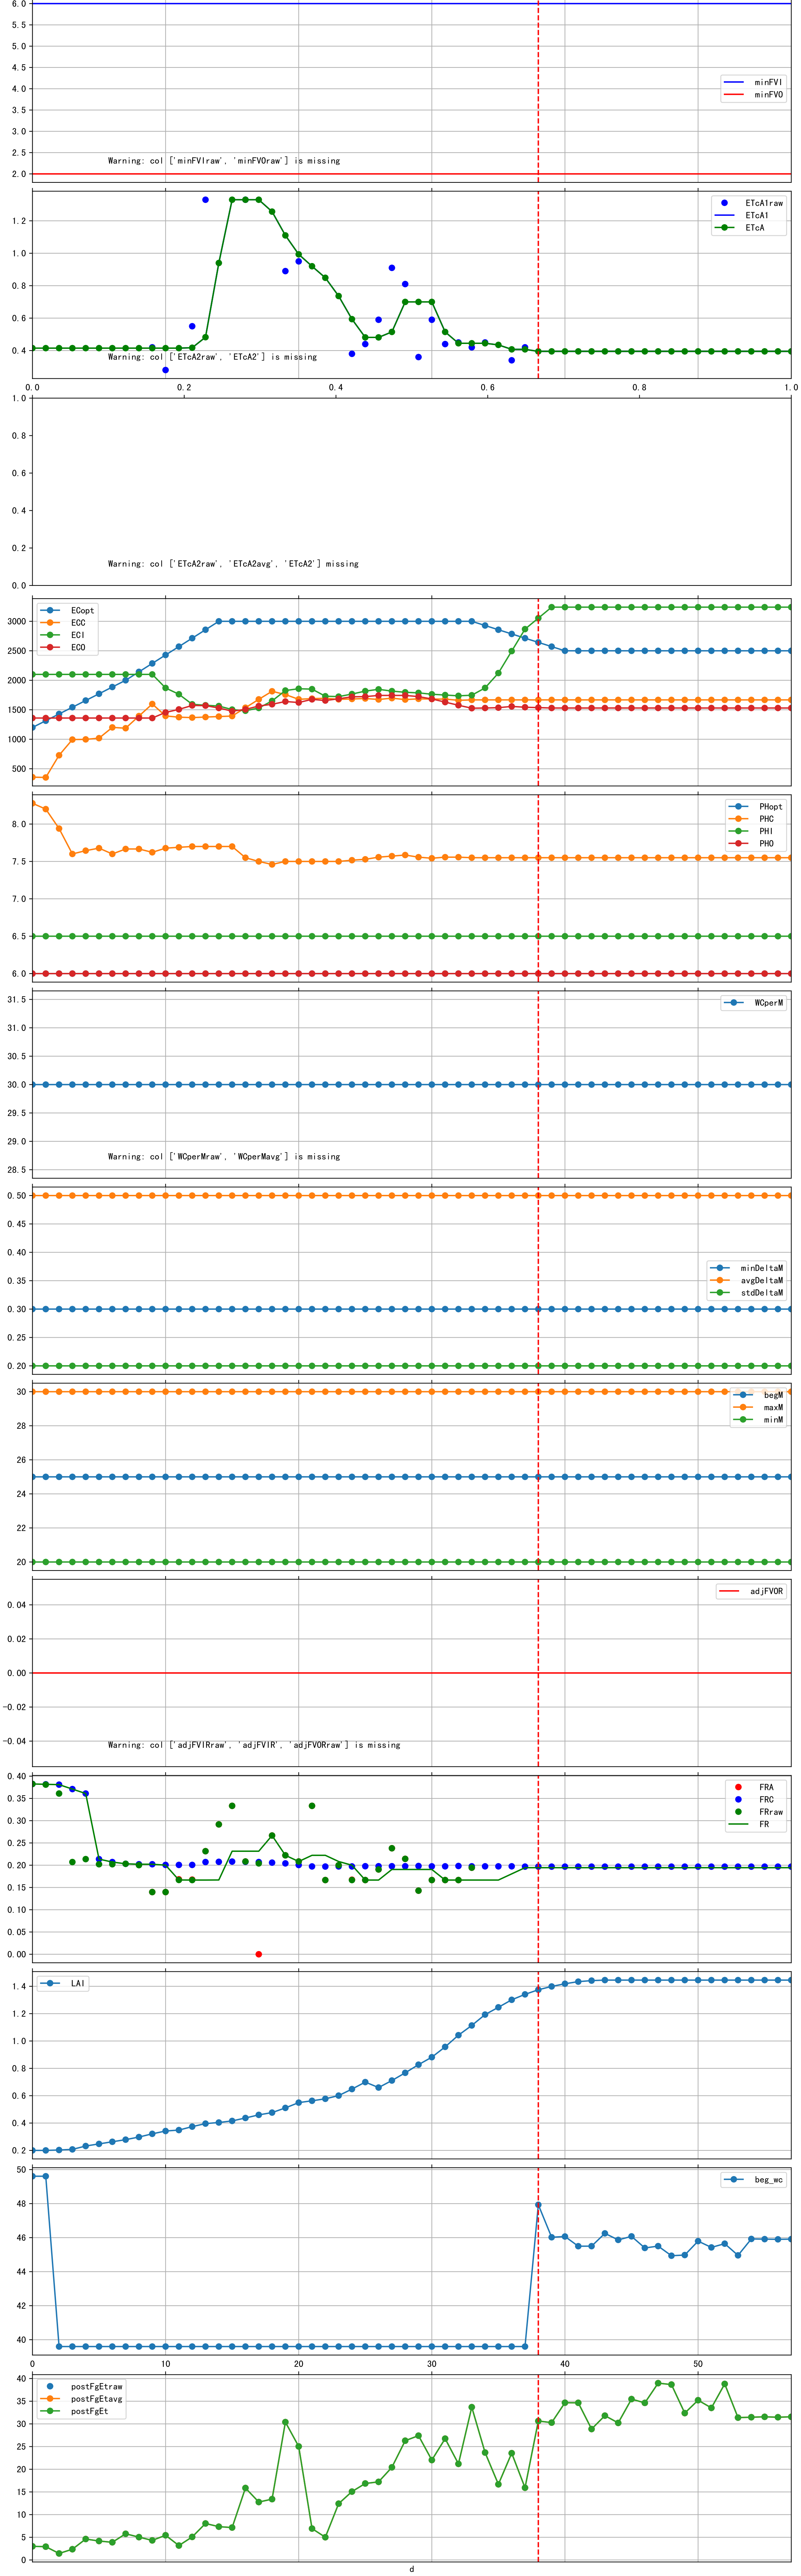 6.0
5.5
5.0
4.5
4.0
3.5
3.0
2.5
2.0
minFVI
minFVO
Warning: col ['minFVIraw', 'minFVOraw'] is missing
1.2
1.0
0.8
0.6
0.4
ETcA1raw
ETcA1
ETcA
Warning: col ['ETcA2raw', 'ETcA2'] is missing
0.0 0.2 0.4 0.6 0.8 1.0
1.0
0.8
0.6
0.4
0.2
0.0
Warning: col ['ETcA2raw', 'ETcA2avg', 'ETcA2'] missing
3000
2500
2000
1500
1000
500
ECopt
ECC
ECI
ECO
8.0
7.5
7.0
6.5
6.0
PHopt
PHC
PHI
PHO
31.5
31.0
30.5
30.0
29.5
29.0
28.5
WCperM
Warning: col ['WCperMraw', 'WCperMavg'] is missing
0.50
0.45
0.40
0.35
0.30
0.25
0.20
minDeltaM
avgDeltaM
stdDeltaM
30
28
26
24
22
20
begM
maxM
minM
0.04
0.02
0.00
−0.02
−0.04
adjFVOR
Warning: col ['adjFVIRraw', 'adjFVIR', 'adjFVORraw'] is missing
0.40
0.35
0.30
0.25
0.20
0.15
0.10
0.05
0.00
FRA
FRC
FRraw
FR
1.4
1.2
1.0
0.8
0.6
0.4
0.2
LAI
50
48
46
44
42
40
beg_wc
0 10 20 30 40 50
40
35
30
25
20
15
10
5
0
postFgEtraw
postFgEtavg
postFgEt
d